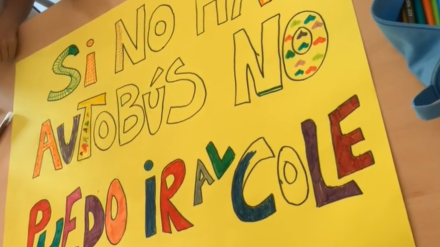 Si NO HA
AUTOBÚS NO
PUEDO iR AL COLE